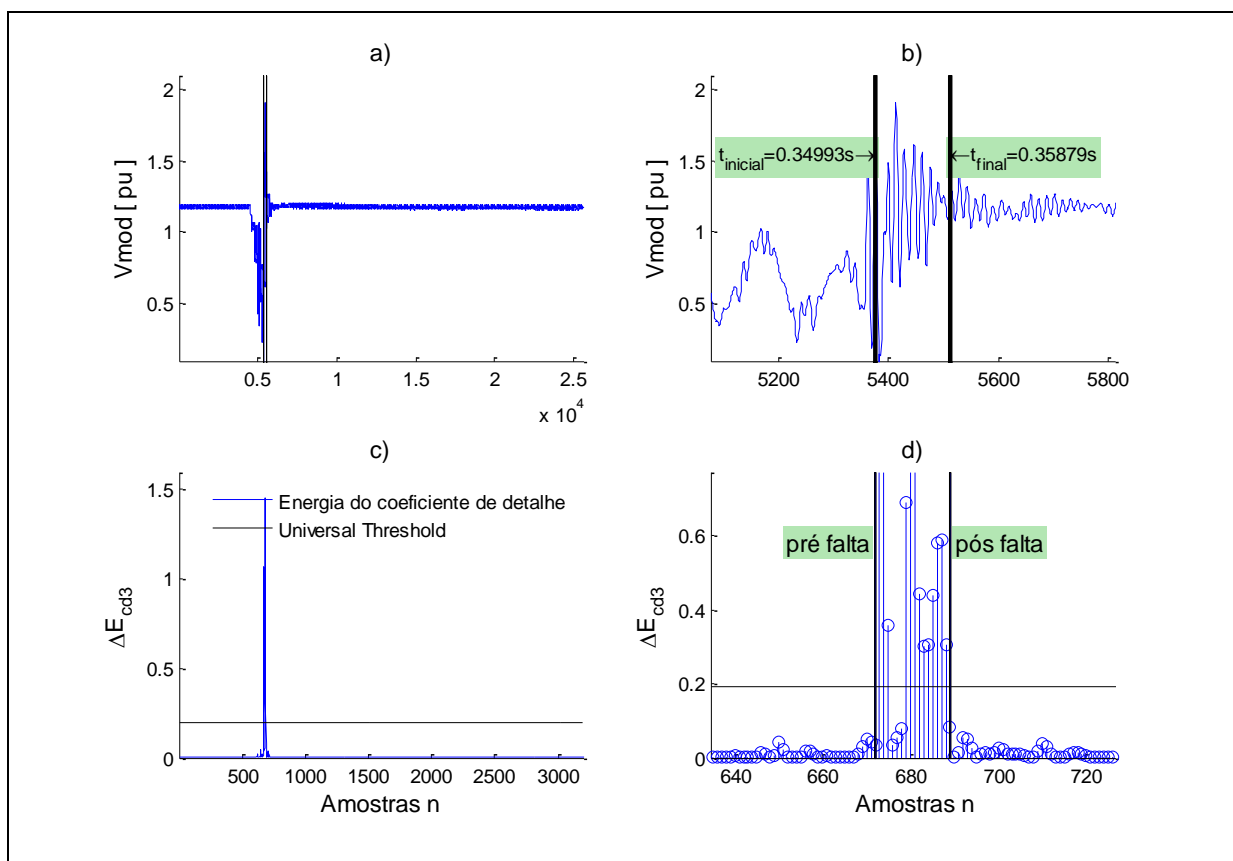 a)
Vmod [ pu ]
2
1.5
1
0.5
0.5 1 1.5 2 2.5
x 10^4
b)
Vmod [ pu ]
2
1.5
1
0.5
t_inicial=0.34993s→
←t_final=0.35879s
5200 5400 5600 5800
c)
ΔE_cd3
1.5
1
0.5
0
Energia do coeficiente de detalhe
Universal Threshold
500 1000 1500 2000 2500 3000
Amostras n
d)
ΔE_cd3
0.6
0.4
0.2
0
pré falta
pós falta
640 660 680 700 720
Amostras n